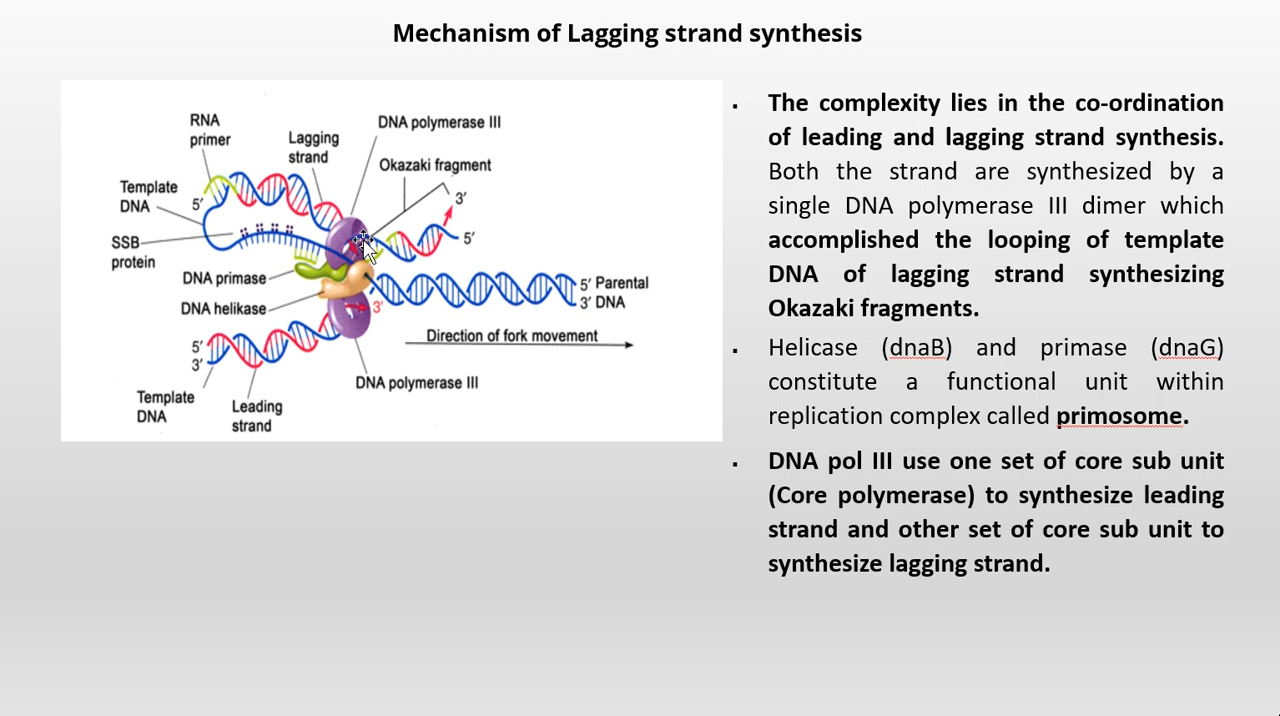 Mechanism of Lagging strand synthesis
RNA
primer
Lagging
strand
DNA polymerase III
Okazaki fragment
Template
DNA
5′
3′
5′
SSB
protein
DNA primase
DNA helikase
5′ Parental
3′ DNA
3′
Direction of fork movement
5′
3′
DNA polymerase III
Template
DNA
Leading
strand
▪ The complexity lies in the co-ordination
of leading and lagging strand synthesis.
Both the strand are synthesized by a
single DNA polymerase III dimer which
accomplished the looping of template
DNA of lagging strand synthesizing
Okazaki fragments.
▪ Helicase (dnaB) and primase (dnaG)
constitute a functional unit within
replication complex called primosome.
▪ DNA pol III use one set of core sub unit
(Core polymerase) to synthesize leading
strand and other set of core sub unit to
synthesize lagging strand.